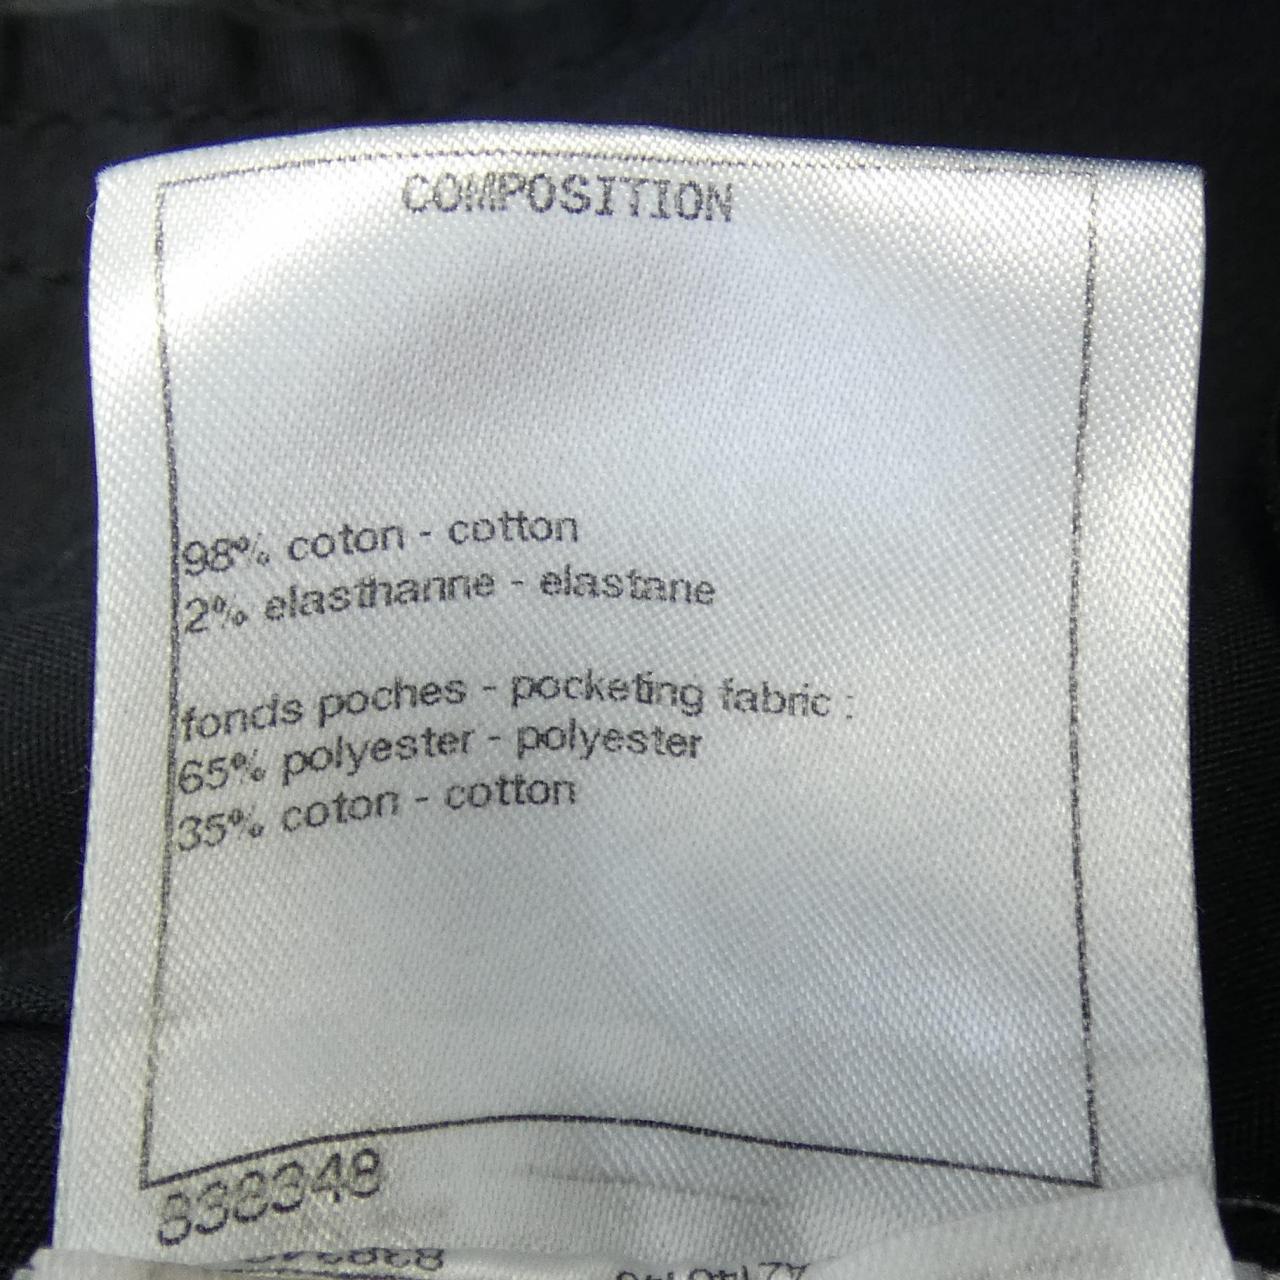 COMPOSITION
98% coton - cotton
2% elasthanne - elastane
fonds poches - pocketing fabric :
65% polyester - polyester
35% coton - cotton
838348